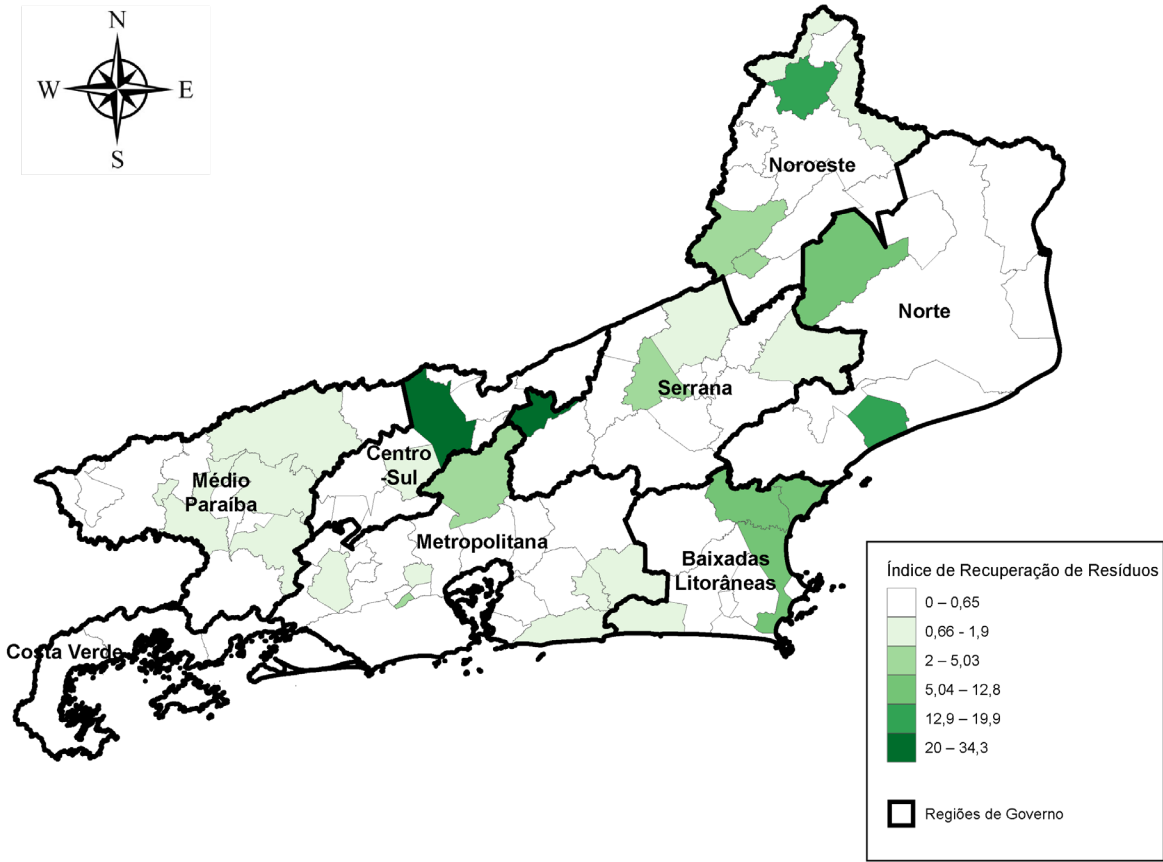 N
W E
S
Noroeste
Norte
Serrana
Centro
-Sul
Médio
Paraíba
Metropolitana
Baixadas
Litorâneas
Costa Verde
Índice de Recuperação de Resíduos
0 – 0,65
0,66 - 1,9
2 – 5,03
5,04 – 12,8
12,9 – 19,9
20 – 34,3
Regiões de Governo